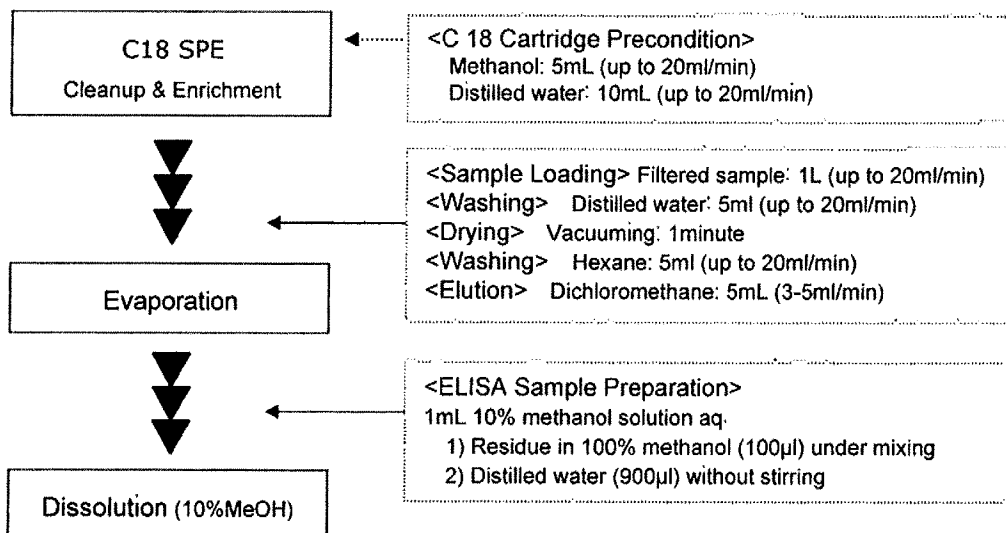 C18 SPE
Cleanup & Enrichment
<C 18 Cartridge Precondition>
Methanol: 5mL (up to 20ml/min)
Distilled water: 10mL (up to 20ml/min)
<Sample Loading> Filtered sample: 1L (up to 20ml/min)
<Washing> Distilled water: 5ml (up to 20ml/min)
<Drying> Vacuuming: 1minute
<Washing> Hexane: 5ml (up to 20ml/min)
<Elution> Dichloromethane: 5mL (3-5ml/min)
Evaporation
<ELISA Sample Preparation>
1mL 10% methanol solution aq.
1) Residue in 100% methanol (100µl) under mixing
2) Distilled water (900µl) without stirring
Dissolution (10%MeOH)